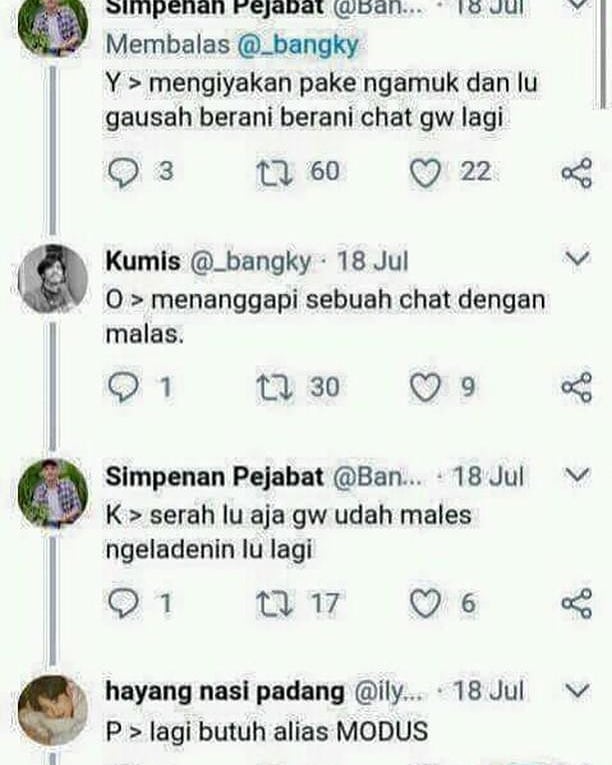 Simpenan Pejabat @Ban... · 18 Jul
Membalas @_bangky
Y > mengiyakan pake ngamuk dan lu
gausah berani berani chat gw lagi
3 60 22
Kumis @_bangky · 18 Jul
O > menanggapi sebuah chat dengan
malas.
1 30 9
Simpenan Pejabat @Ban... · 18 Jul
K > serah lu aja gw udah males
ngeladenin lu lagi
1 17 6
hayang nasi padang @ily... · 18 Jul
P > lagi butuh alias MODUS